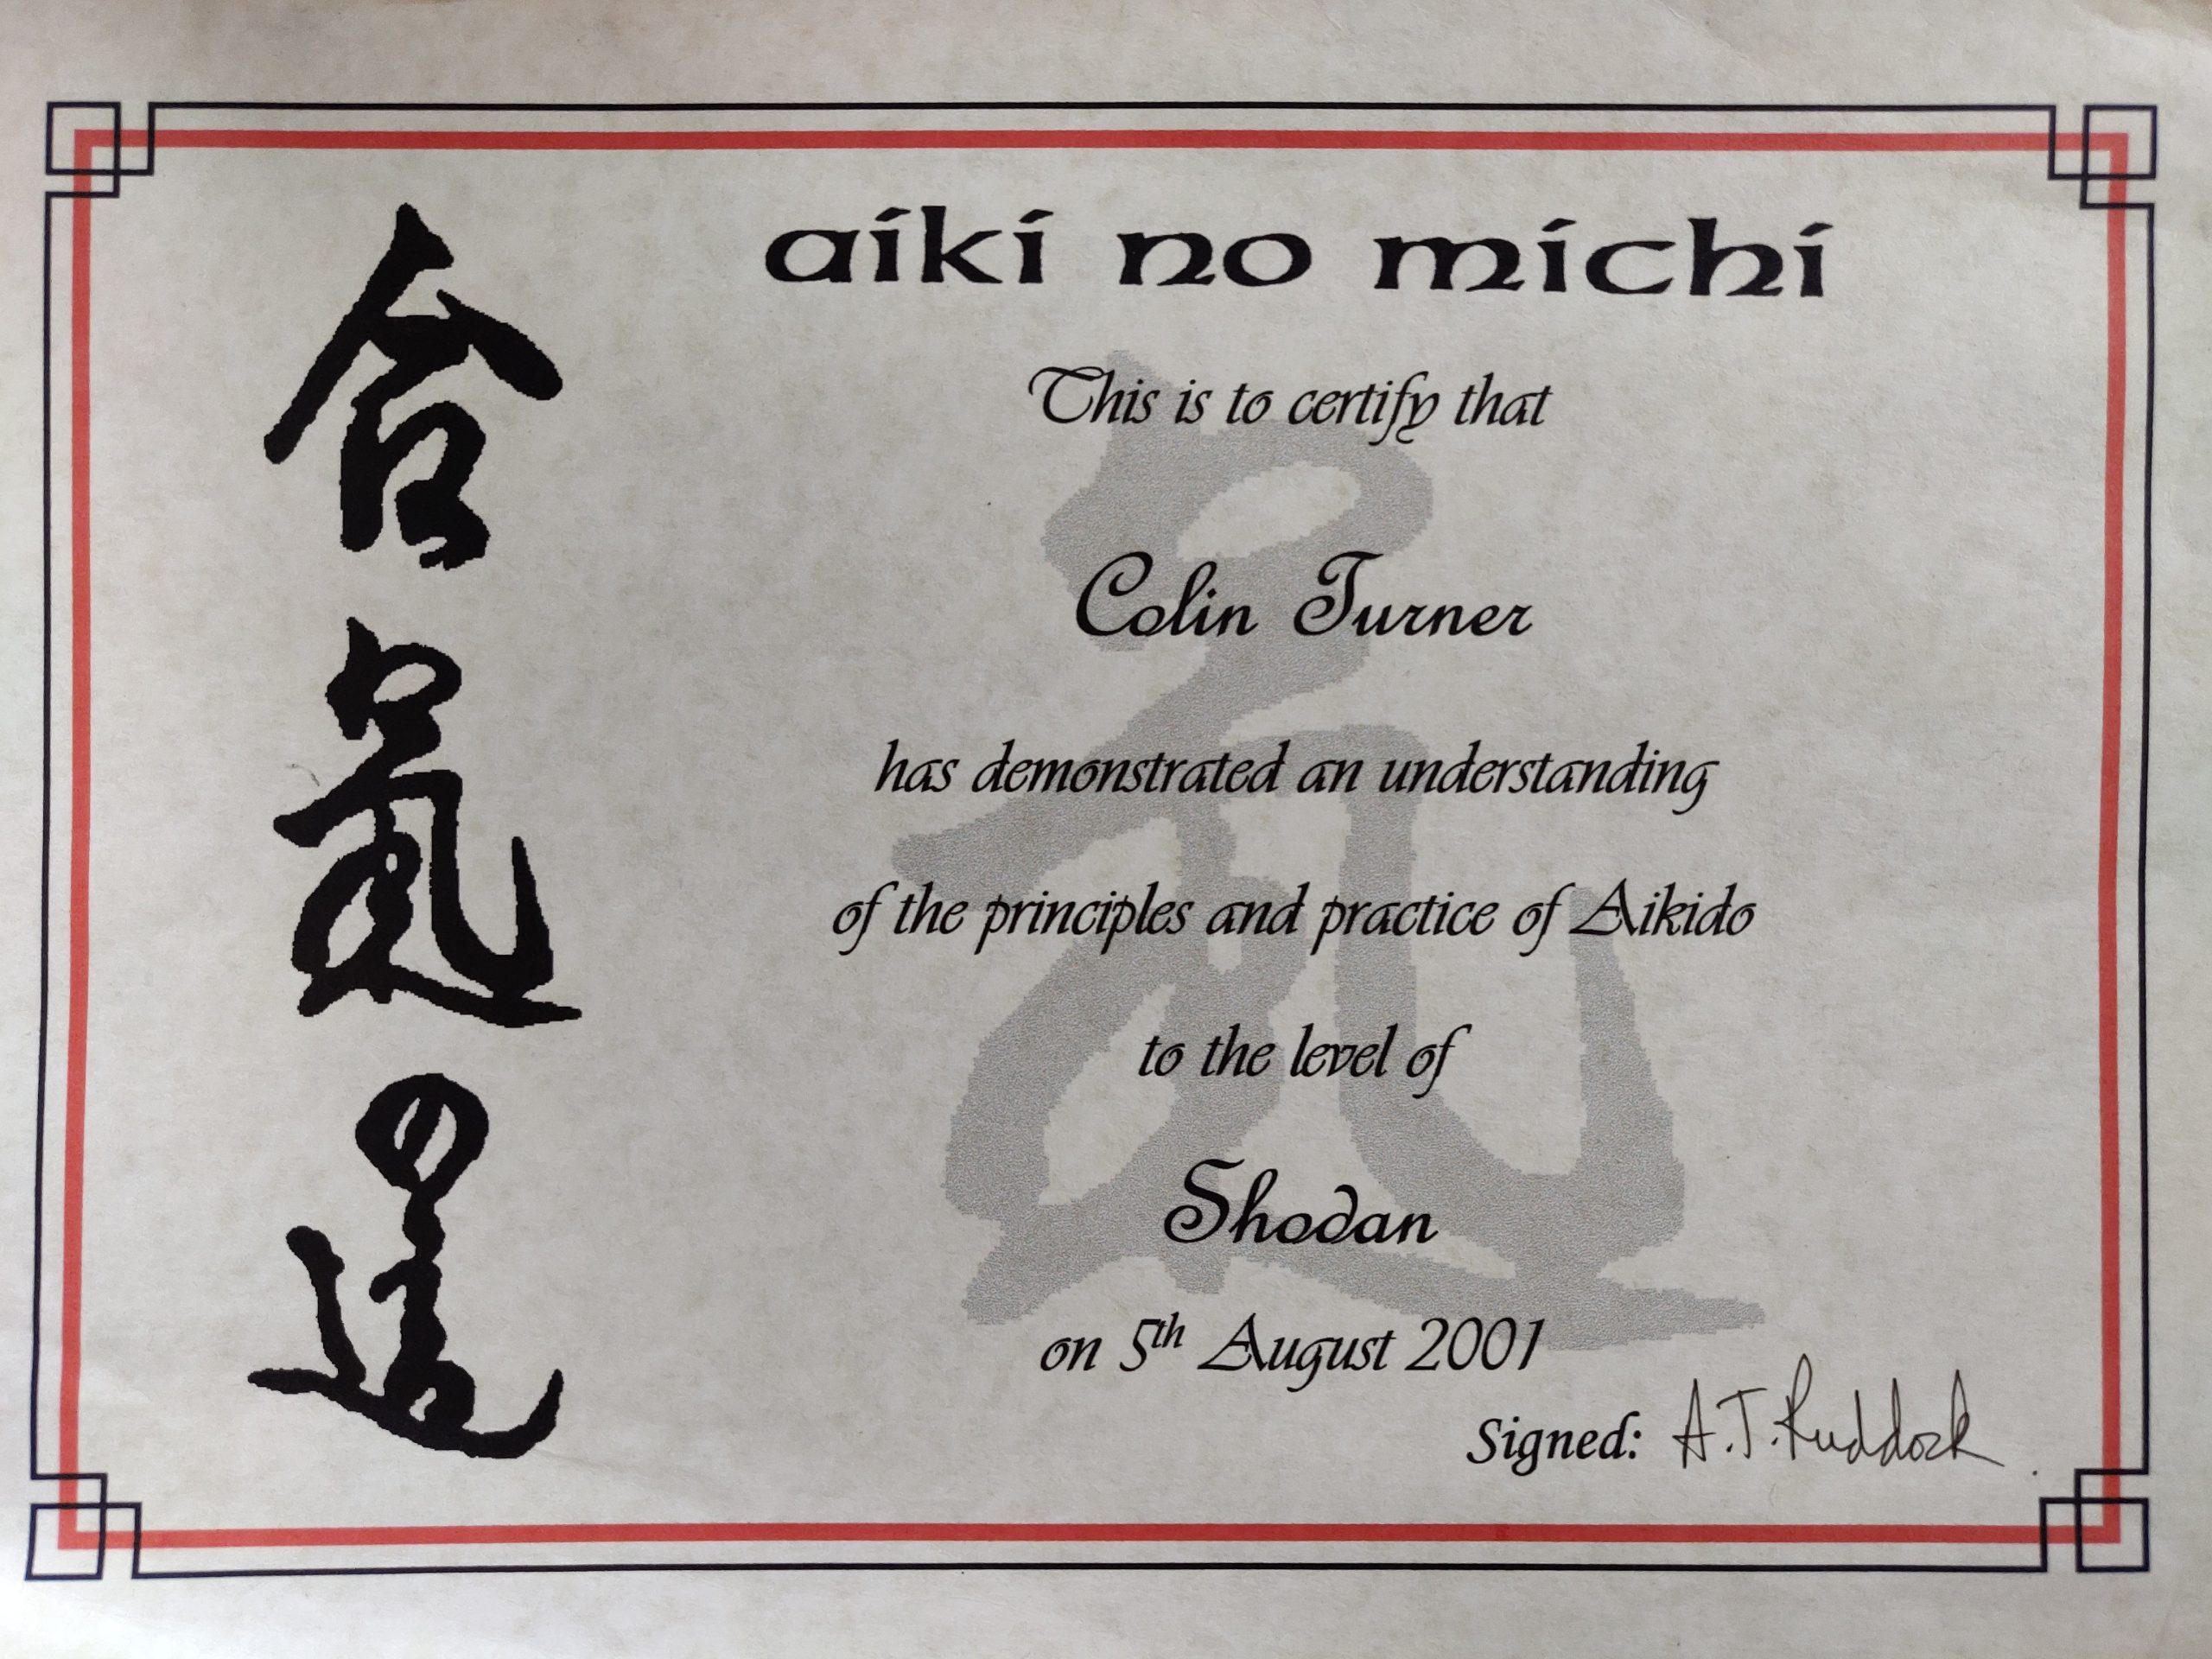 合氣の道
aiki no michi
This is to certify that
Colin Turner
has demonstrated an understanding
of the principles and practice of Aikido
to the level of
Shodan
on 5th August 2001
Signed: A.J. Ruddock
氣